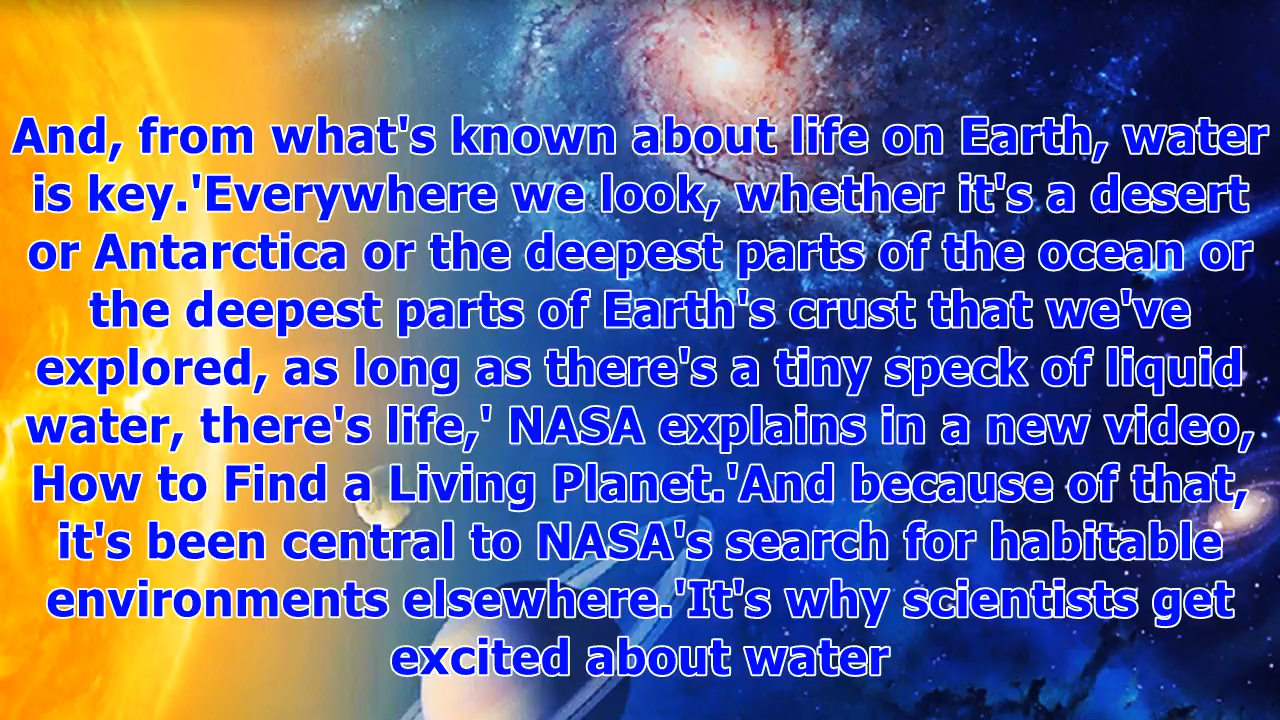 And, from what's known about life on Earth, water
is key.'Everywhere we look, whether it's a desert
or Antarctica or the deepest parts of the ocean or
the deepest parts of Earth's crust that we've
explored, as long as there's a tiny speck of liquid
water, there's life,' NASA explains in a new video,
How to Find a Living Planet.'And because of that,
it's been central to NASA's search for habitable
environments elsewhere.'It's why scientists get
excited about water